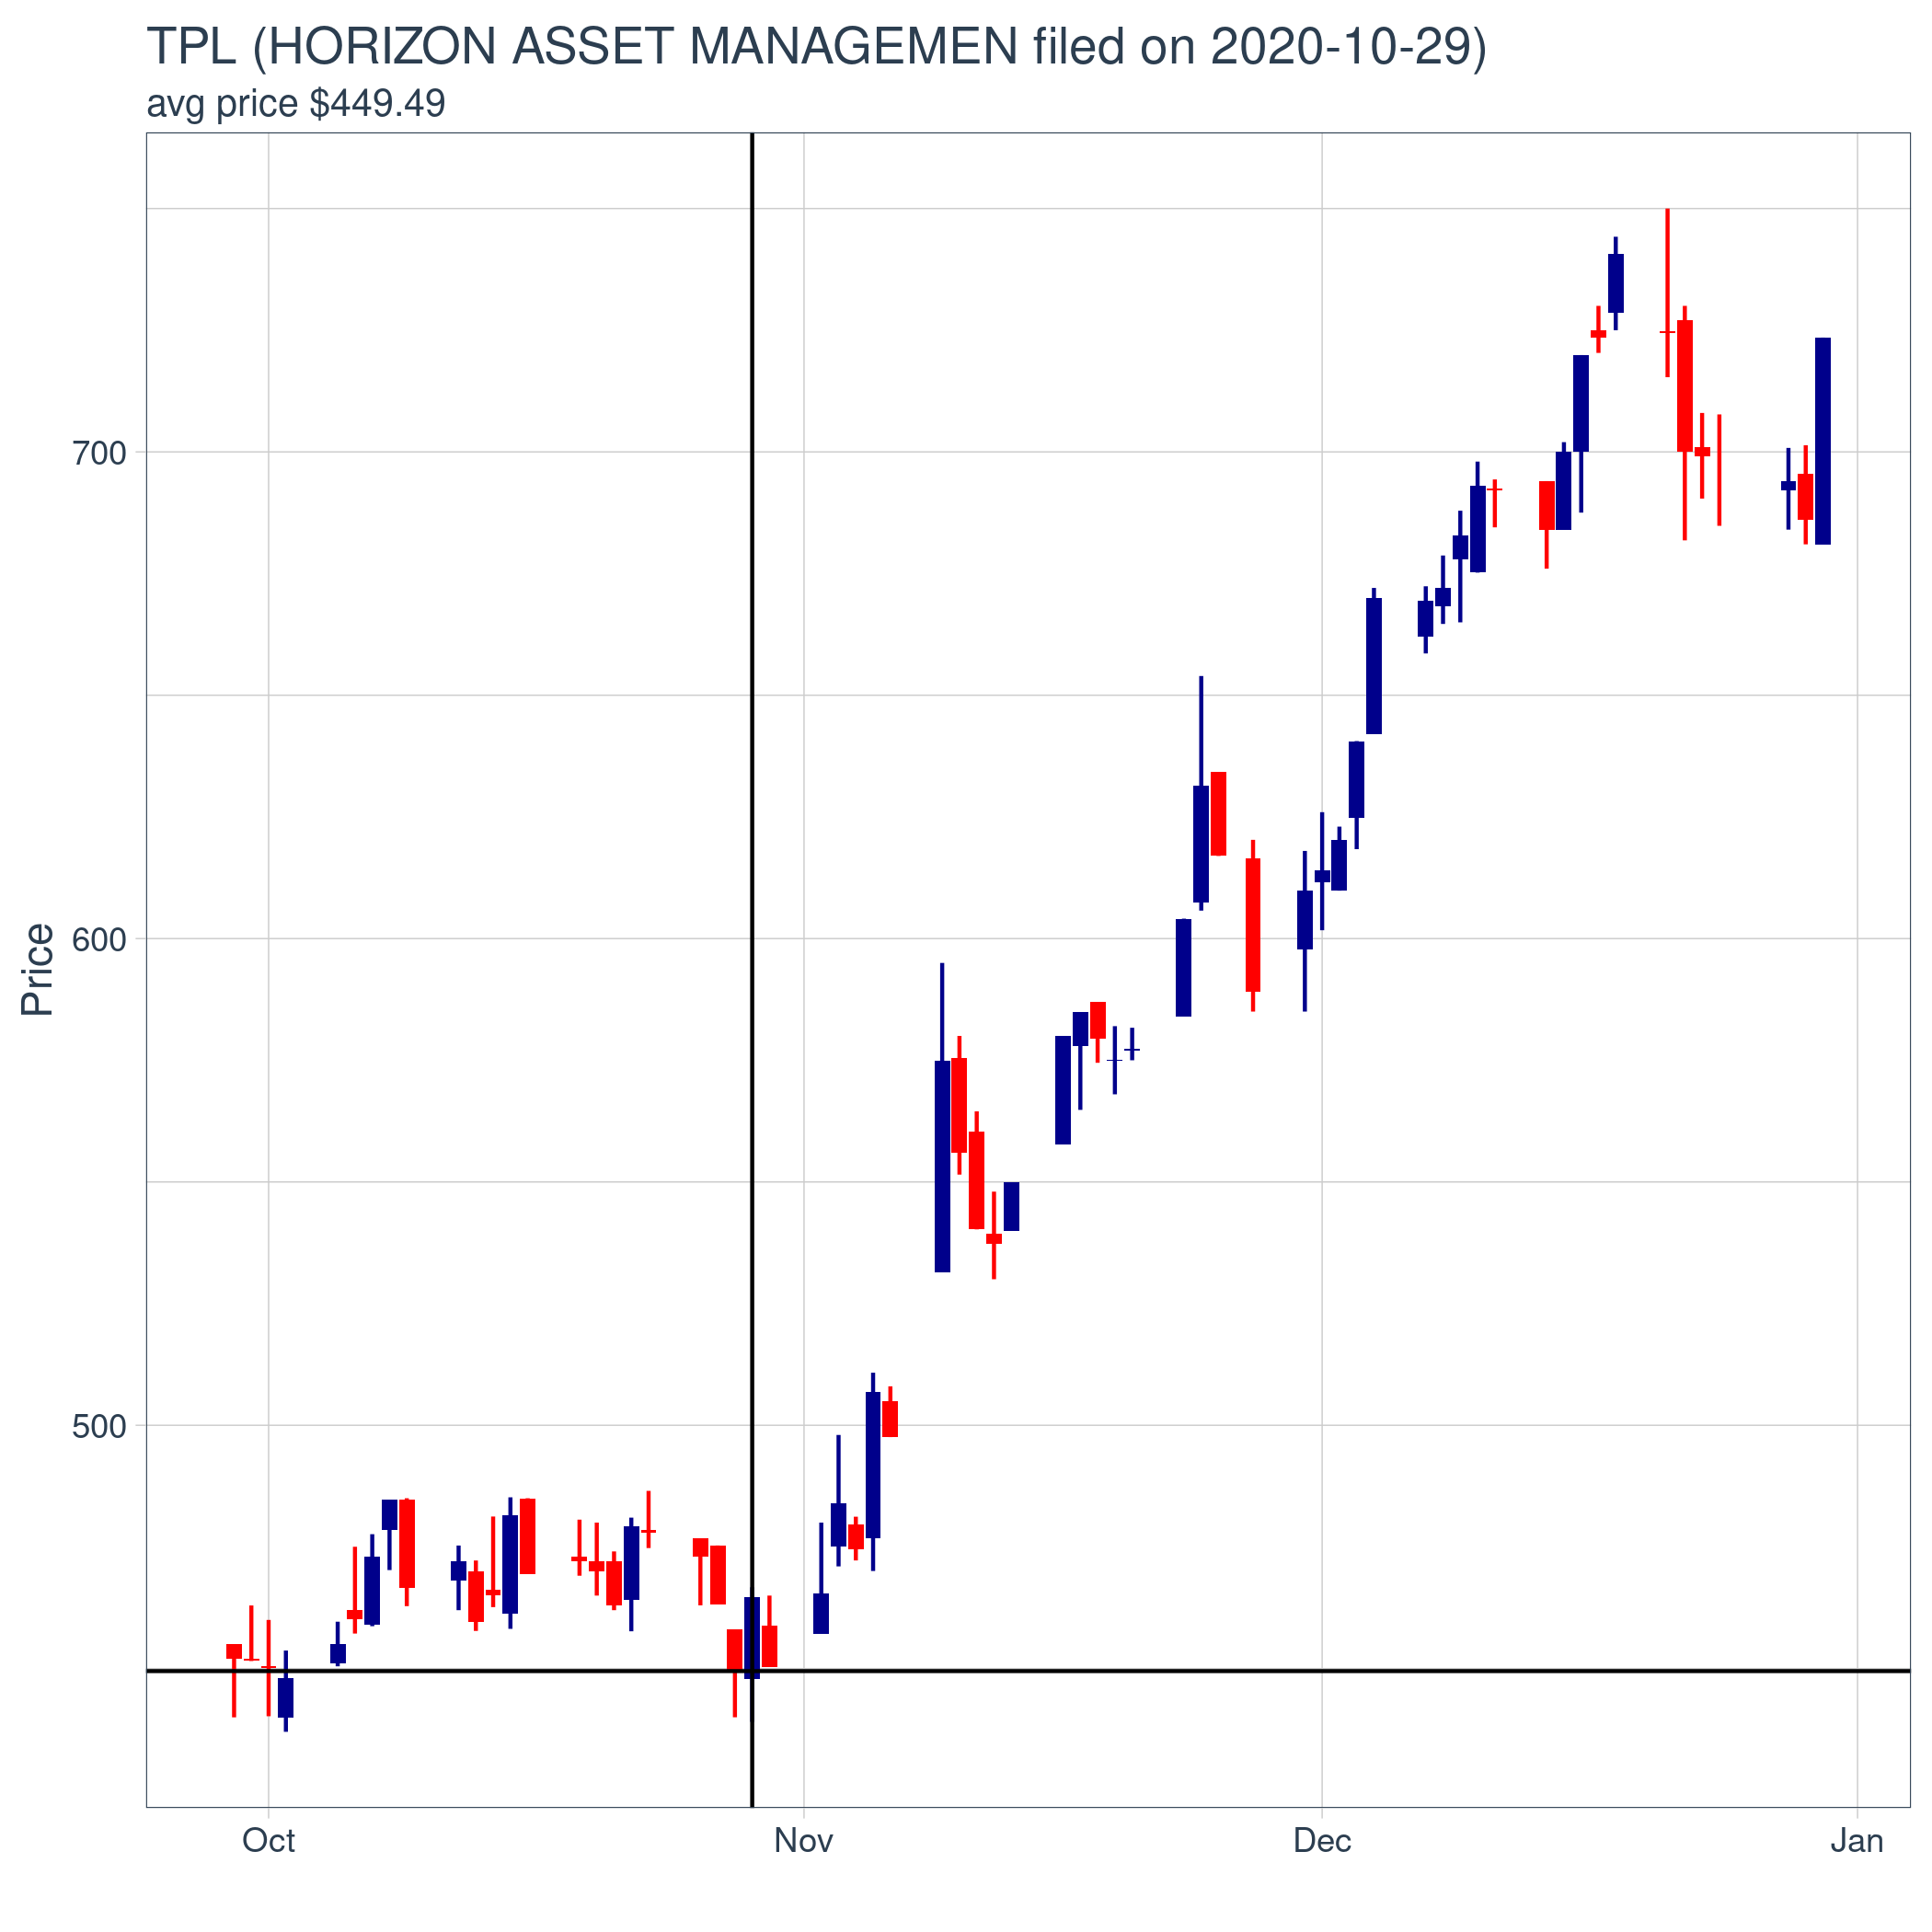 TPL (HORIZON ASSET MANAGEMEN filed on 2020-10-29)
avg price $449.49
700
600
500
Price
Oct Nov Dec Jan